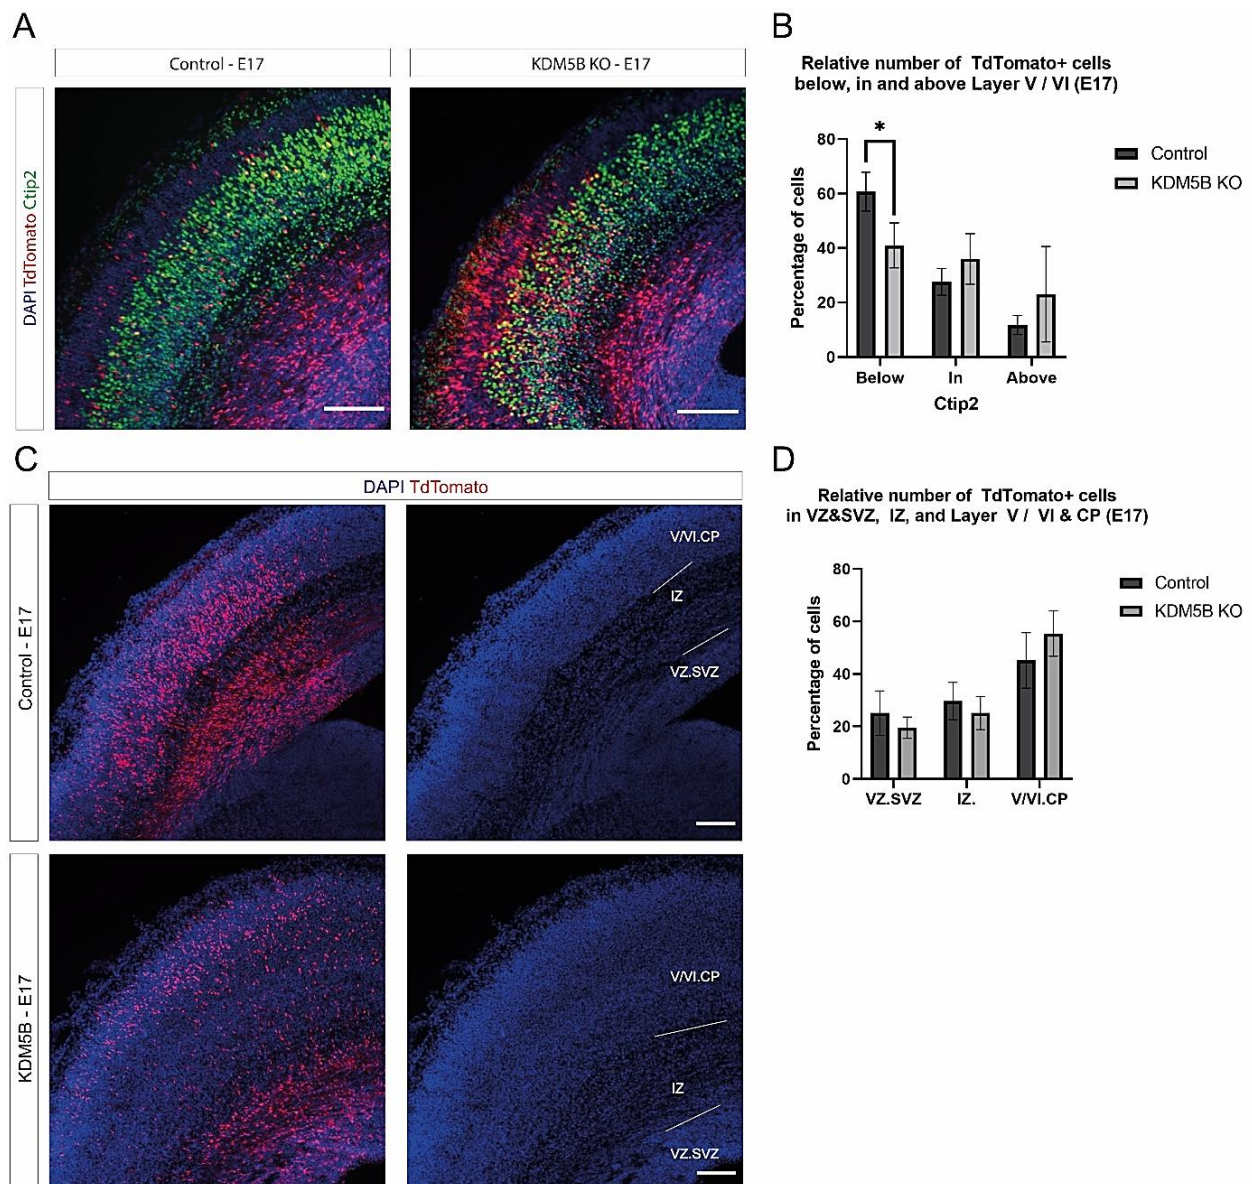 A
Control - E17
KDM5B KO - E17
DAPI TdTomato Ctip2
B
Relative number of TdTomato+ cells
below, in and above Layer V / VI (E17)
*
Percentage of cells
80
60
40
20
0
Below
In
Above
Ctip2
Control
KDM5B KO
C
DAPI TdTomato
Control - E17
V/VI.CP
IZ
VZ.SVZ
KDM5B - E17
V/VI.CP
IZ
VZ.SVZ
D
Relative number of TdTomato+ cells
in VZ&SVZ, IZ, and Layer V / VI & CP (E17)
Percentage of cells
80
60
40
20
0
VZ.SVZ
IZ.
V/VI.CP
Control
KDM5B KO